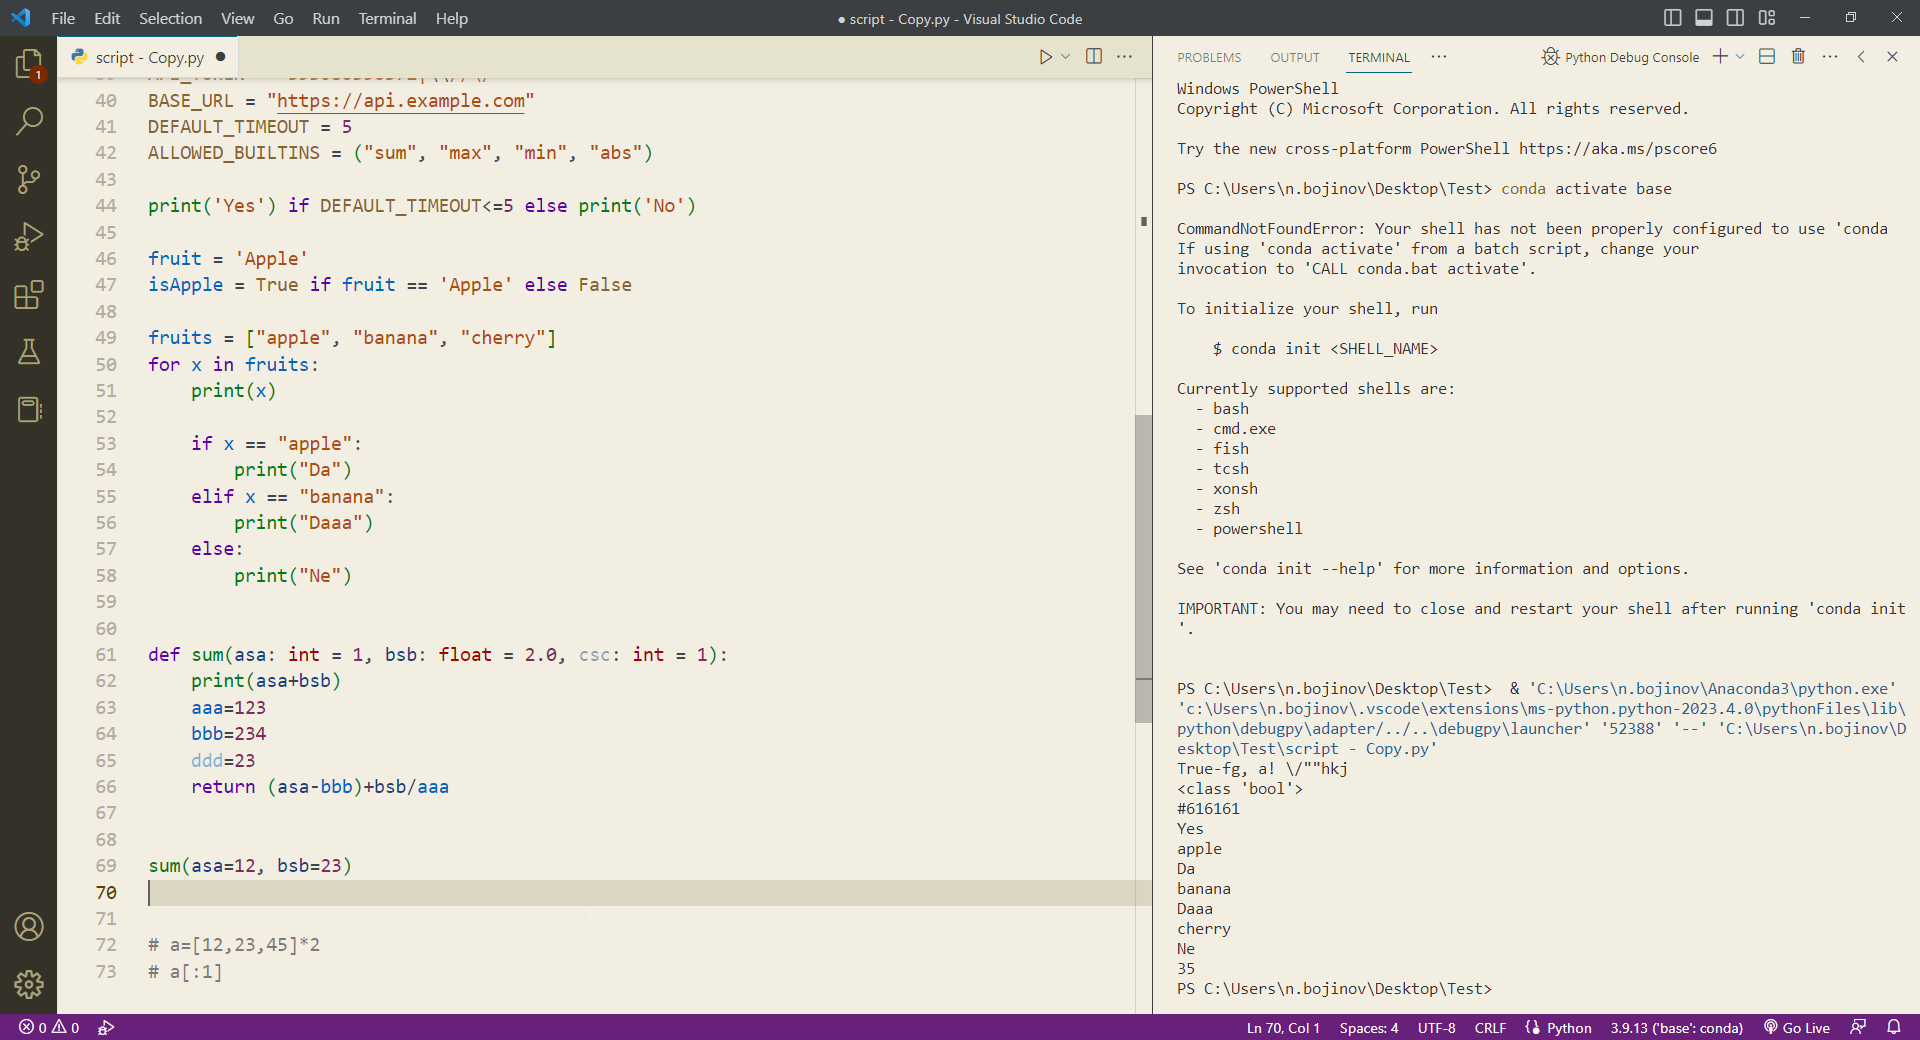 File Edit Selection View Go Run Terminal Help
● script - Copy.py - Visual Studio Code
1
script - Copy.py ●
40 BASE_URL = "https://api.example.com"
41 DEFAULT_TIMEOUT = 5
42 ALLOWED_BUILTINS = ("sum", "max", "min", "abs")
43
44 print('Yes') if DEFAULT_TIMEOUT<=5 else print('No')
45
46 fruit = 'Apple'
47 isApple = True if fruit == 'Apple' else False
48
49 fruits = ["apple", "banana", "cherry"]
50 for x in fruits:
51     print(x)
52
53     if x == "apple":
54         print("Da")
55     elif x == "banana":
56         print("Daaa")
57     else:
58         print("Ne")
59
60
61 def sum(asa: int = 1, bsb: float = 2.0, csc: int = 1):
62     print(asa+bsb)
63     aaa=123
64     bbb=234
65     ddd=23
66     return (asa-bbb)+bsb/aaa
67
68
69 sum(asa=12, bsb=23)
70
71
72 # a=[12,23,45]*2
73 # a[:1]
PROBLEMS OUTPUT TERMINAL ··· Python Debug Console
Windows PowerShell
Copyright (C) Microsoft Corporation. All rights reserved.
Try the new cross-platform PowerShell https://aka.ms/pscore6
PS C:\Users\n.bojinov\Desktop\Test> conda activate base
CommandNotFoundError: Your shell has not been properly configured to use 'conda
If using 'conda activate' from a batch script, change your
invocation to 'CALL conda.bat activate'.
To initialize your shell, run
$ conda init <SHELL_NAME>
Currently supported shells are:
- bash
- cmd.exe
- fish
- tcsh
- xonsh
- zsh
- powershell
See 'conda init --help' for more information and options.
IMPORTANT: You may need to close and restart your shell after running 'conda init
'.
PS C:\Users\n.bojinov\Desktop\Test>  & 'C:\Users\n.bojinov\Anaconda3\python.exe'
'c:\Users\n.bojinov\.vscode\extensions\ms-python.python-2023.4.0\pythonFiles\lib\
python\debugpy\adapter/../..\debugpy\launcher' '52388' '--' 'C:\Users\n.bojinov\D
esktop\Test\script - Copy.py'
True-fg, a! \/""hkj
<class 'bool'>
#616161
Yes
apple
Da
banana
Daaa
cherry
Ne
35
PS C:\Users\n.bojinov\Desktop\Test>
0 0 Ln 70, Col 1 Spaces: 4 UTF-8 CRLF Python 3.9.13 ('base': conda) Go Live